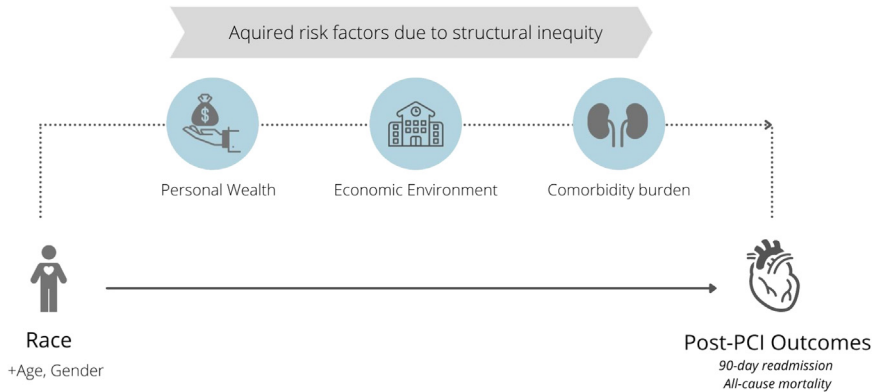 Aquired risk factors due to structural inequity
$
Personal Wealth
Economic Environment
Comorbidity burden
Race
+Age, Gender
Post-PCI Outcomes
90-day readmission
All-cause mortality